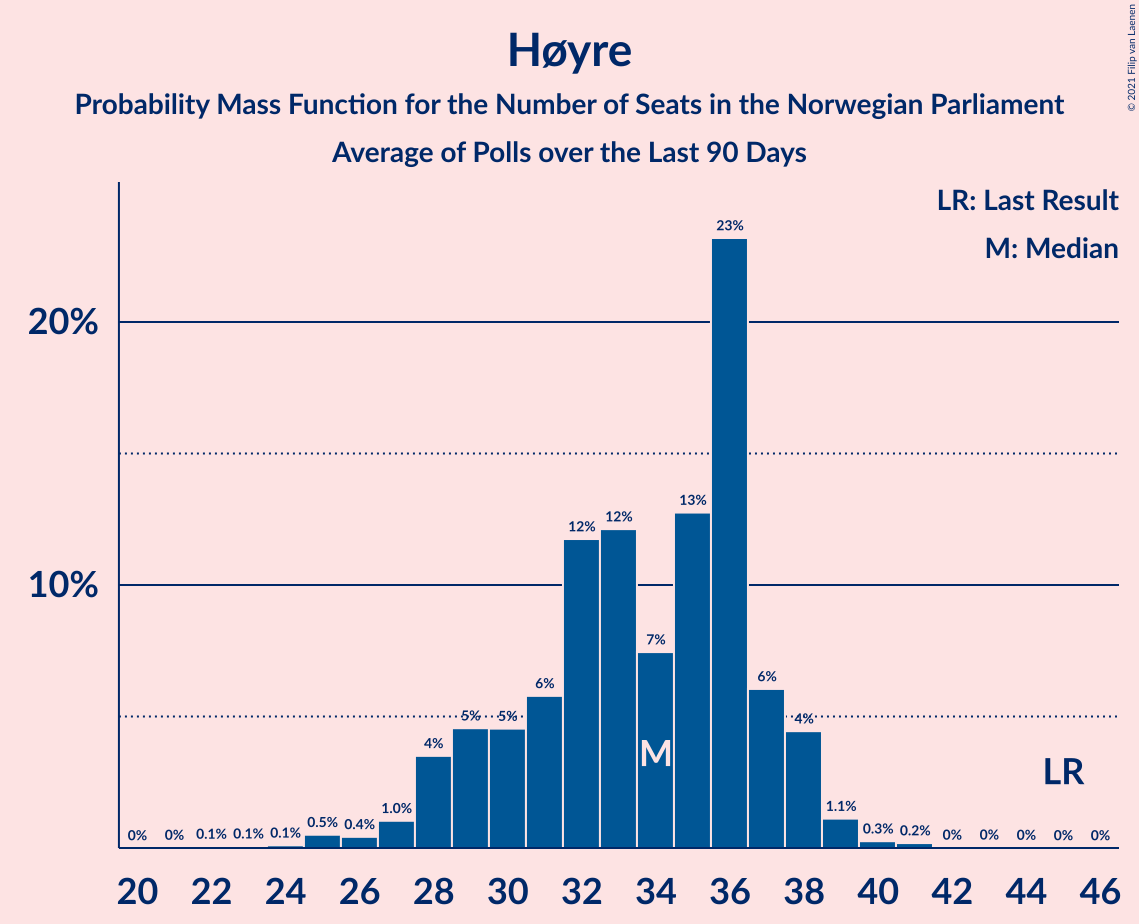 © 2021 Filip van Laenen
Høyre
Probability Mass Function for the Number of Seats in the Norwegian Parliament
Average of Polls over the Last 90 Days
LR: Last Result
M: Median
20%
10%
0% 0% 0.1% 0.1% 0.1% 0.5% 0.4% 1.0% 4% 5% 5% 6% 12% 12% 7% 13% 23% 6% 4% 1.1% 0.3% 0.2% 0% 0% 0% 0% 0%
M
LR
20 22 24 26 28 30 32 34 36 38 40 42 44 46